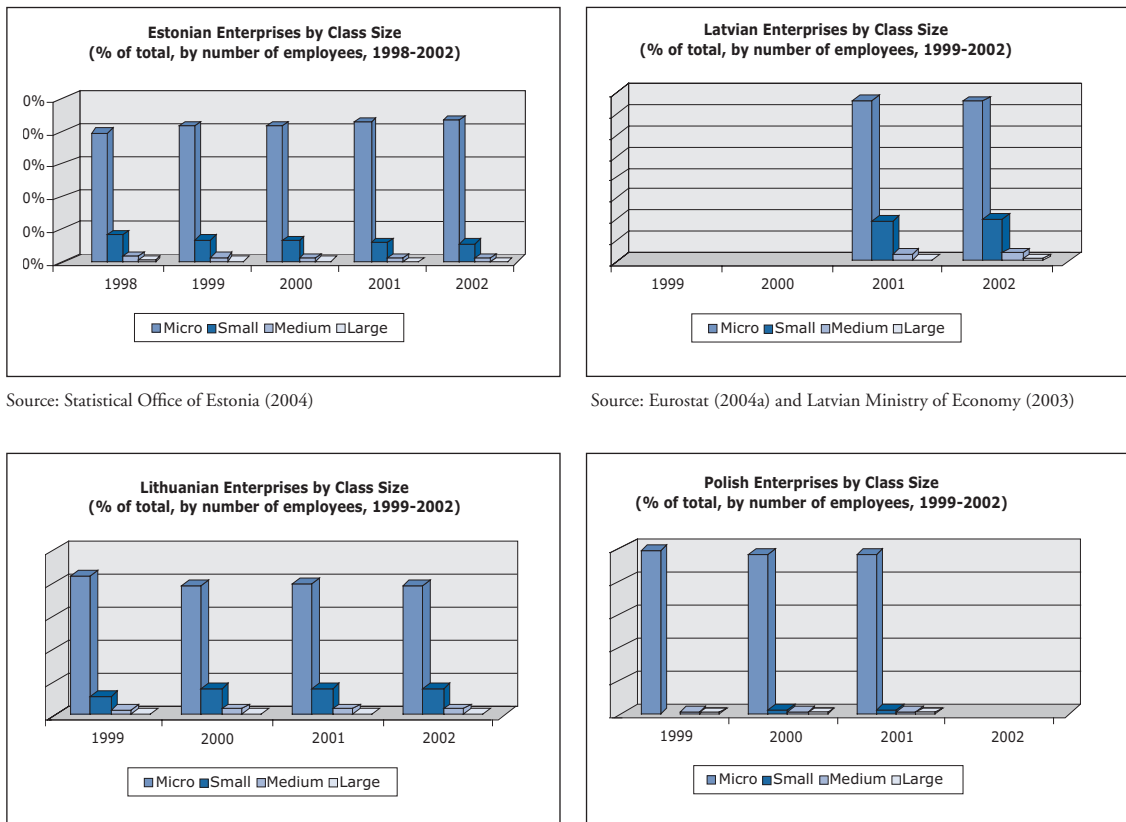 Estonian Enterprises by Class Size
(% of total, by number of employees, 1998-2002)
0%
0%
0%
0%
0%
0%
1998 1999 2000 2001 2002
Micro Small Medium Large
Source: Statistical Office of Estonia (2004)
Latvian Enterprises by Class Size
(% of total, by number of employees, 1999-2002)
1999 2000 2001 2002
Micro Small Medium Large
Source: Eurostat (2004a) and Latvian Ministry of Economy (2003)
Lithuanian Enterprises by Class Size
(% of total, by number of employees, 1999-2002)
1999 2000 2001 2002
Micro Small Medium Large
Polish Enterprises by Class Size
(% of total, by number of employees, 1999-2002)
1999 2000 2001 2002
Micro Small Medium Large